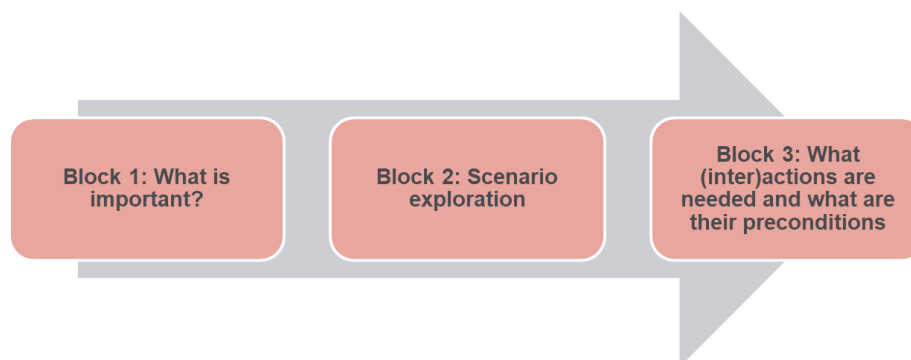 Block 1: What is
important?
Block 2: Scenario
exploration
Block 3: What
(inter)actions are
needed and what are
their preconditions